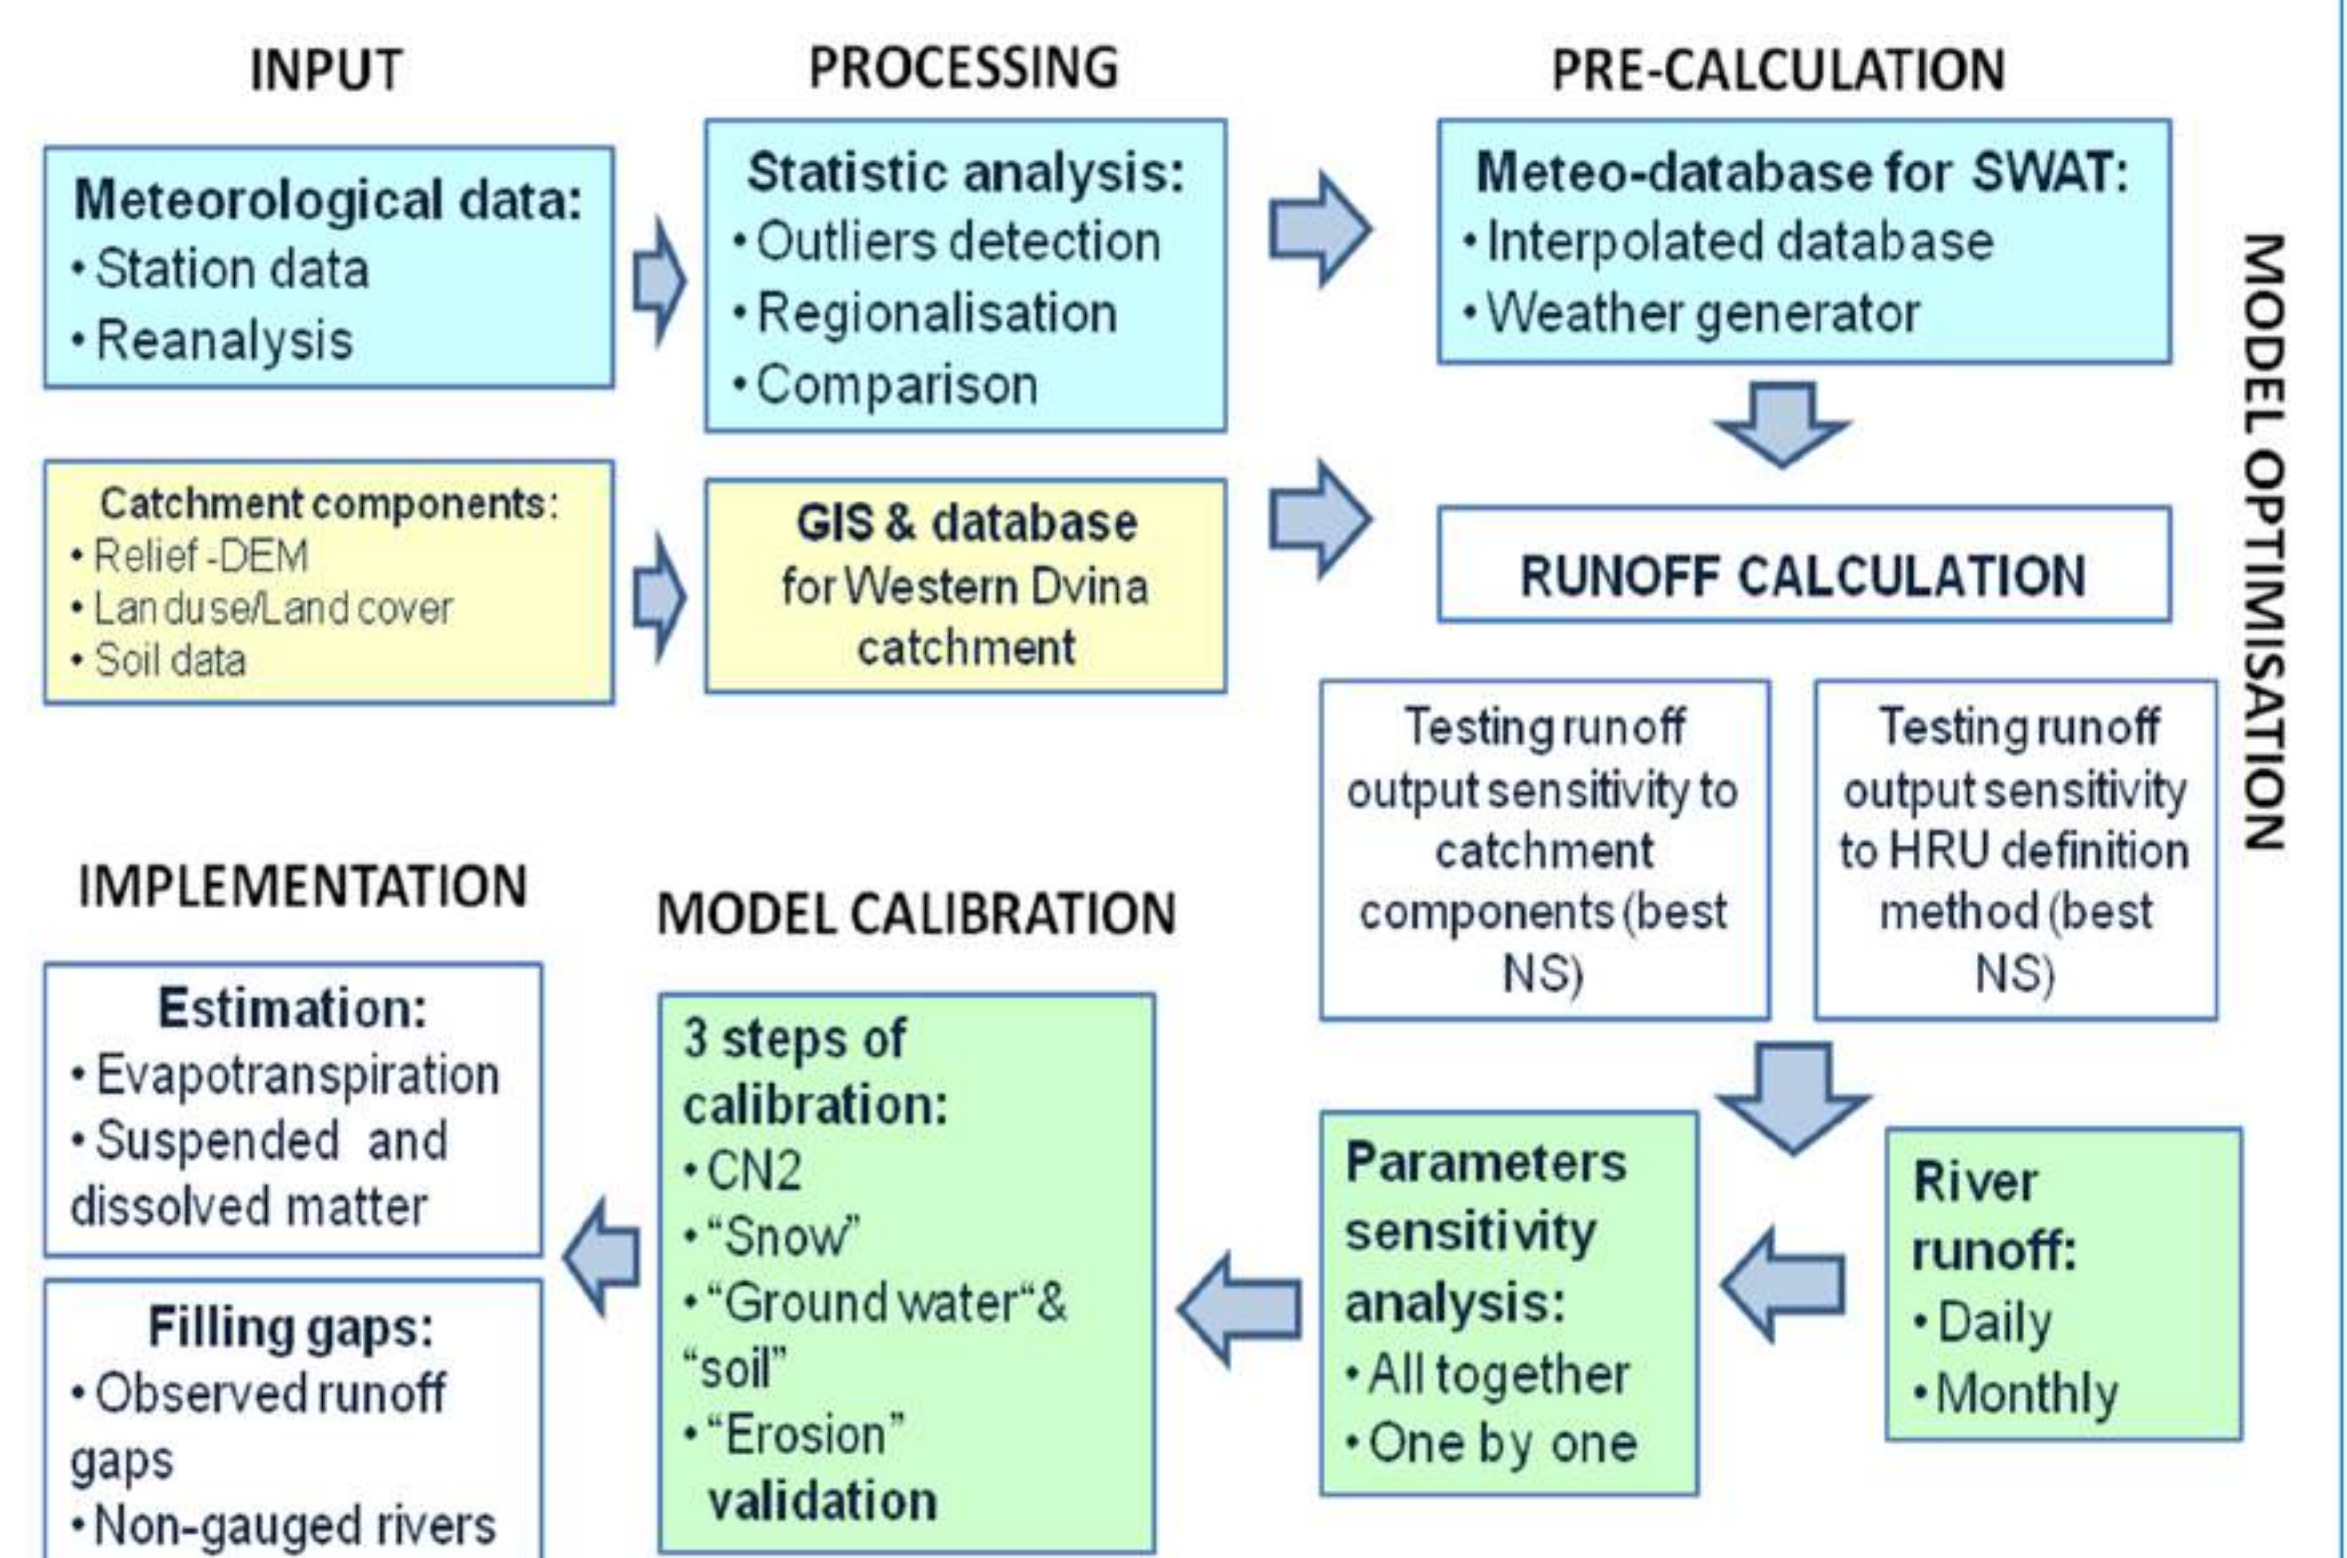 INPUT
Meteorological data:
• Station data
• Reanalysis
Catchment components:
• Relief -DEM
• Landuse/Land cover
• Soil data
PROCESSING
Statistic analysis:
• Outliers detection
• Regionalisation
• Comparison
GIS & database
for Western Dvina
catchment
PRE-CALCULATION
Meteo-database for SWAT:
• Interpolated database
• Weather generator
RUNOFF CALCULATION
Testing runoff
output sensitivity to
catchment
components (best
NS)
Testing runoff
output sensitivity
to HRU definition
method (best
NS)
MODEL OPTIMISATION
River
runoff:
• Daily
• Monthly
Parameters
sensitivity
analysis:
• All together
• One by one
MODEL CALIBRATION
3 steps of
calibration:
• CN2
• “Snow”
• “Ground water“&
“soil”
• “Erosion”
validation
IMPLEMENTATION
Estimation:
• Evapotranspiration
• Suspended and
dissolved matter
Filling gaps:
• Observed runoff
gaps
• Non-gauged rivers